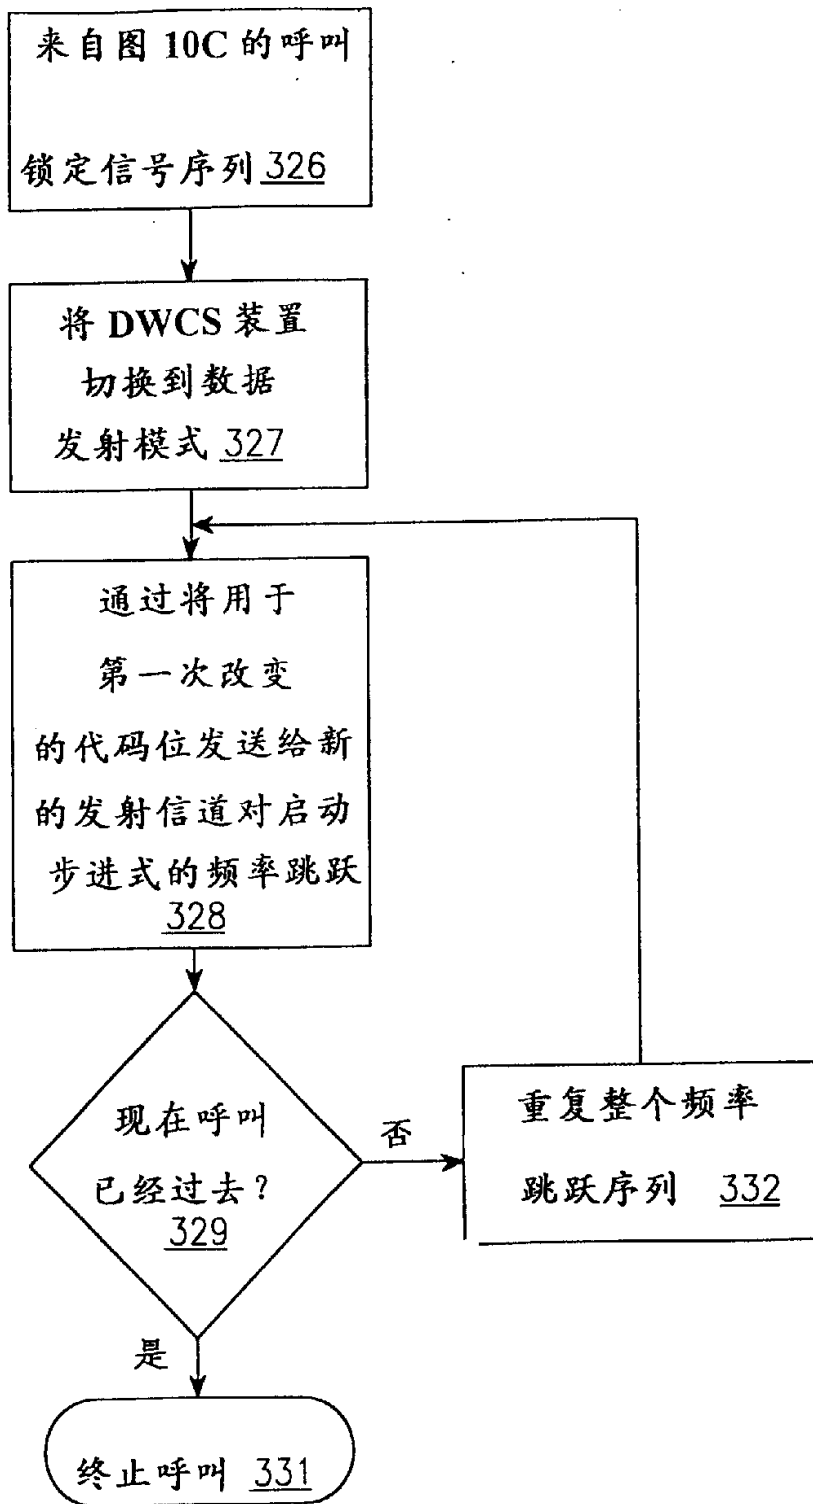 来自图 10C 的呼叫
锁定信号序列 326
将 DWCS 装置
切换到数据
发射模式 327
通过将用于
第一次改变
的代码位发送给新
的发射信道对启动
步进式的频率跳跃
328
现在呼叫
已经过去?
329
否
重复整个频率
跳跃序列 332
是
终止呼叫 331